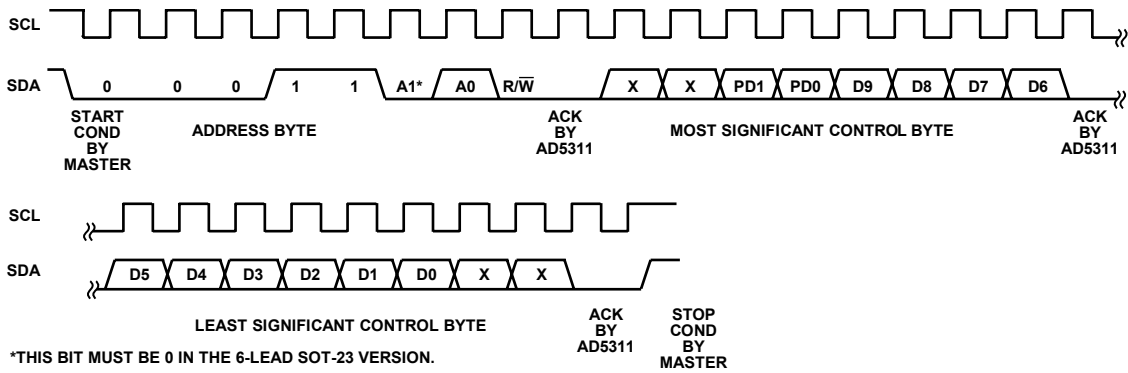 SCL
SDA
0 0 0 1 1 A1* A0 R/W̅ X X PD1 PD0 D9 D8 D7 D6
START
COND
BY
MASTER
ADDRESS BYTE
ACK
BY
AD5311
MOST SIGNIFICANT CONTROL BYTE
ACK
BY
AD5311
SCL
SDA
D5 D4 D3 D2 D1 D0 X X
LEAST SIGNIFICANT CONTROL BYTE
ACK
BY
AD5311
STOP
COND
BY
MASTER
*THIS BIT MUST BE 0 IN THE 6-LEAD SOT-23 VERSION.